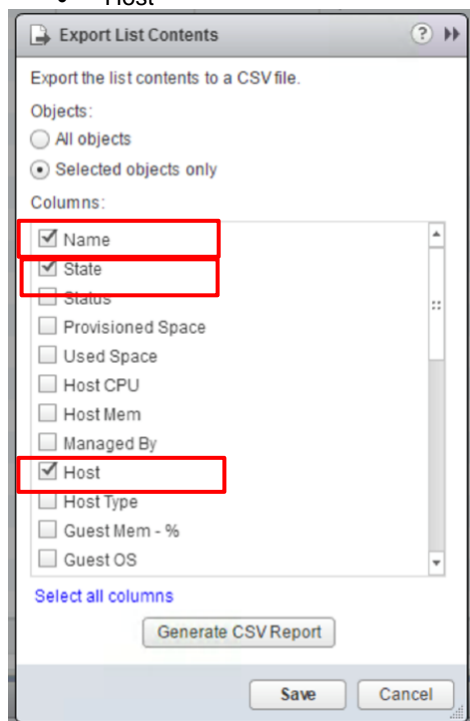 Host
Export List Contents
Export the list contents to a CSV file.
Objects:
All objects
Selected objects only
Columns:
Name
State
Status
Provisioned Space
Used Space
Host CPU
Host Mem
Managed By
Host
Host Type
Guest Mem - %
Guest OS
Select all columns
Generate CSV Report
Save Cancel